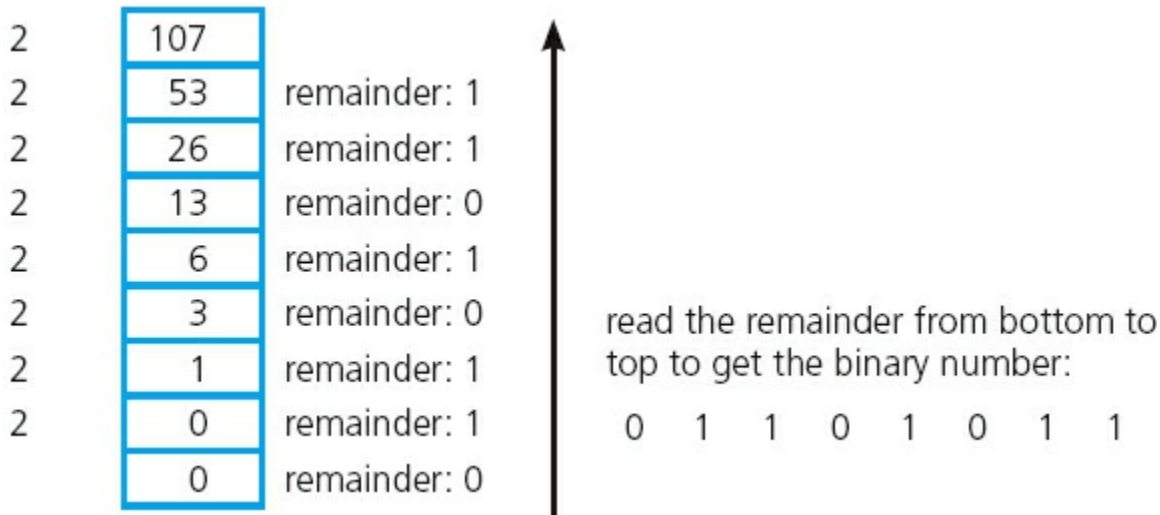 2 107
2 53 remainder: 1
2 26 remainder: 1
2 13 remainder: 0
2 6 remainder: 1
2 3 remainder: 0
2 1 remainder: 1
2 0 remainder: 1
0 remainder: 0
read the remainder from bottom to
top to get the binary number:
0 1 1 0 1 0 1 1